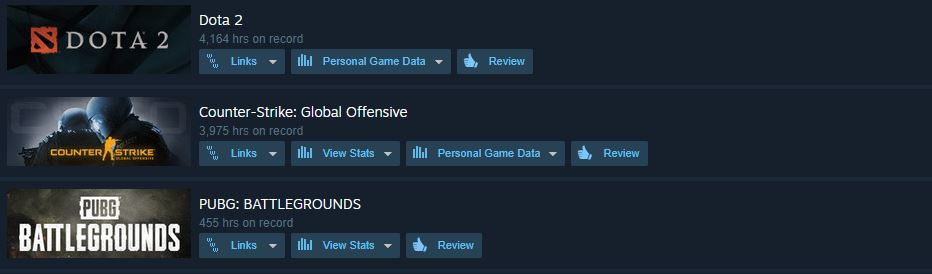 DOTA 2
Dota 2
4,164 hrs on record
Links Personal Game Data Review
COUNTER STRIKE
GLOBAL OFFENSIVE
Counter-Strike: Global Offensive
3,975 hrs on record
Links View Stats Personal Game Data Review
PUBG
BATTLEGROUNDS
PUBG: BATTLEGROUNDS
455 hrs on record
Links View Stats Review